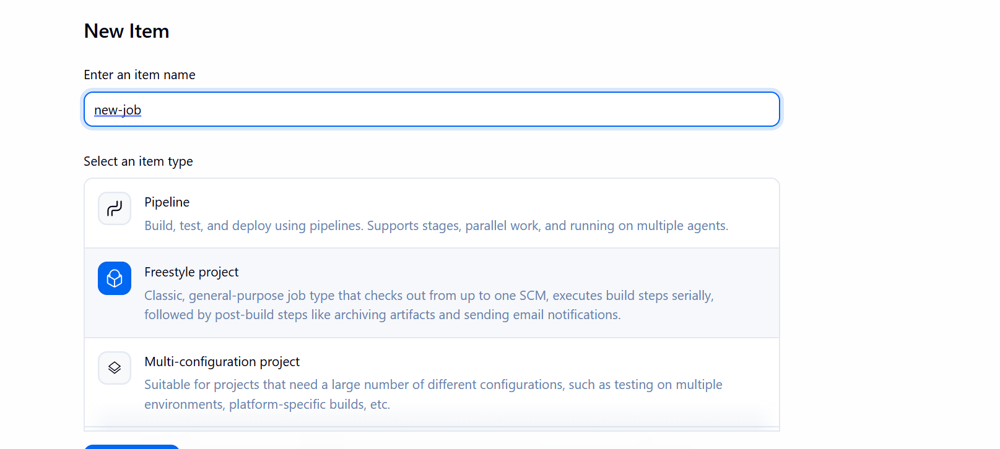 New Item
Enter an item name
new-job
Select an item type
Pipeline
Build, test, and deploy using pipelines. Supports stages, parallel work, and running on multiple agents.
Freestyle project
Classic, general-purpose job type that checks out from up to one SCM, executes build steps serially,
followed by post-build steps like archiving artifacts and sending email notifications.
Multi-configuration project
Suitable for projects that need a large number of different configurations, such as testing on multiple
environments, platform-specific builds, etc.